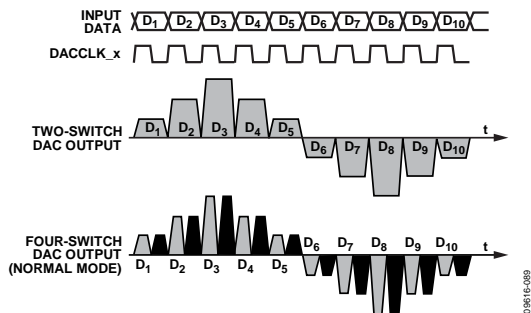 INPUT
DATA
D1 D2 D3 D4 D5 D6 D7 D8 D9 D10
DACCLK_x
TWO-SWITCH
DAC OUTPUT
D1 D2 D3 D4 D5
D6 D7 D8 D9 D10
t
FOUR-SWITCH
DAC OUTPUT
(NORMAL MODE)
D1 D2 D3 D4 D5
D6 D7 D8 D9 D10
t
09616-089